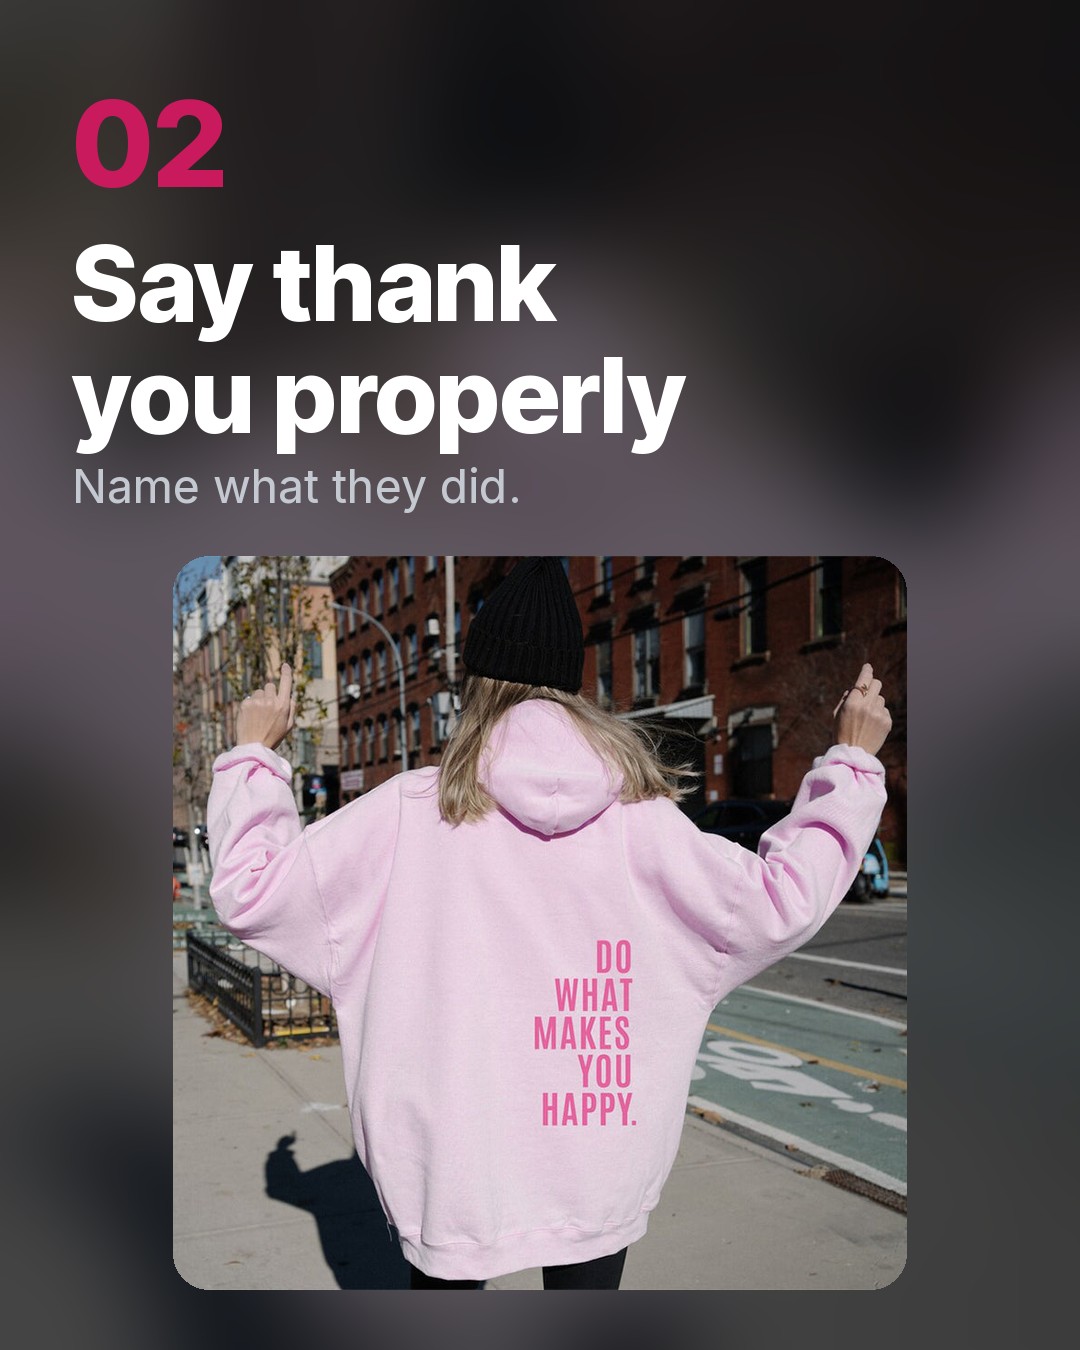 02
Say thank
you properly
Name what they did.
DO
WHAT
MAKES
YOU
HAPPY.